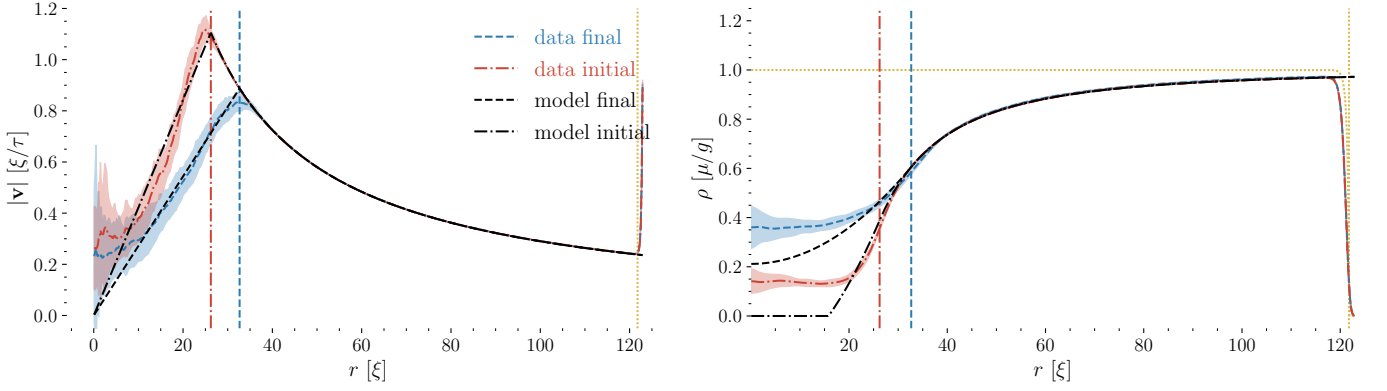 1.2
1.0
0.8
0.6
0.4
0.2
0.0
|v| [ξ/τ]
0 20 40 60 80 100 120
r [ξ]
data final
data initial
model final
model initial
1.2
1.0
0.8
0.6
0.4
0.2
0.0
ρ [μ/g]
20 40 60 80 100 120
r [ξ]